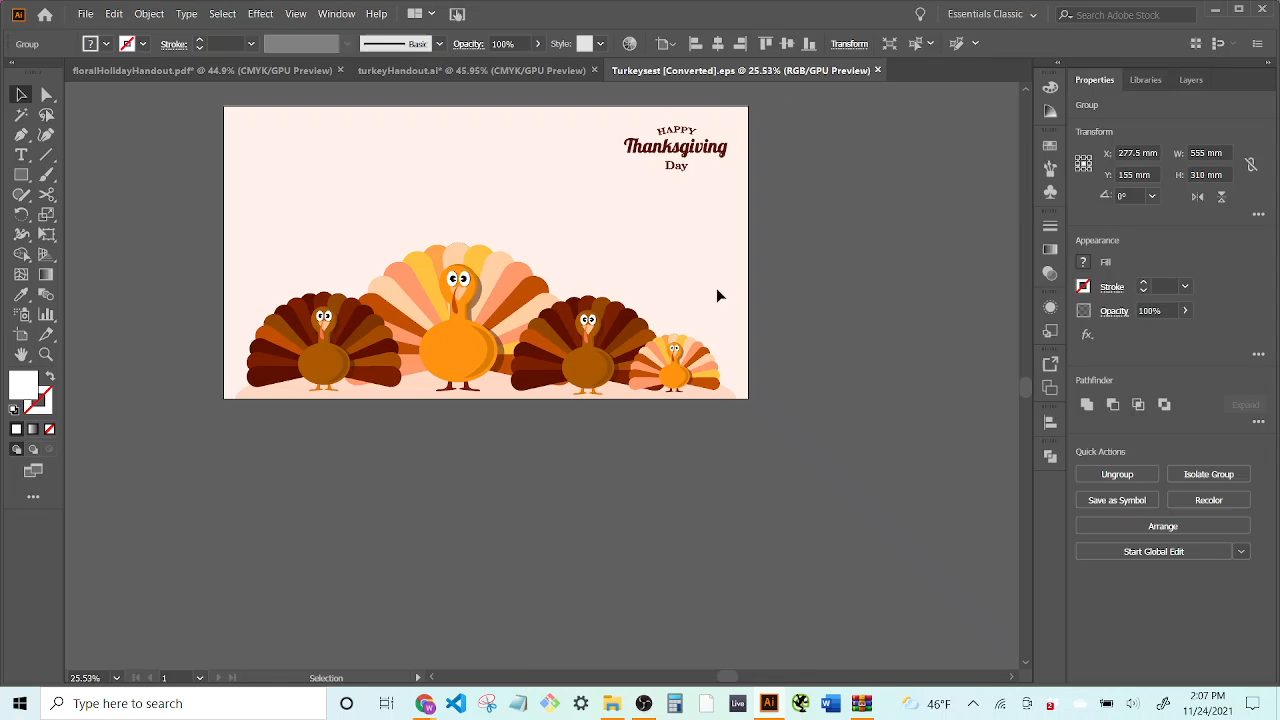 Ai File Edit Object Type Select Effect View Window Help Essentials Classic Search Adobe Stock
Group ? Stroke: Basic Opacity: 100% Style: Transform
floralHolidayHandout.pdf* @ 44.9% (CMYK/GPU Preview) × turkeyHandout.ai* @ 45.95% (CMYK/GPU Preview) × Turkeysest [Converted].eps @ 25.53% (RGB/GPU Preview) ×
Properties Libraries Layers
Group
Transform
X: 277.5 mm W: 555 mm
Y: 155 mm H: 310 mm
0°
Appearance
? Fill
Stroke
Opacity 100%
fx
Pathfinder
Expand
Quick Actions
Ungroup Isolate Group
Save as Symbol Recolor
Arrange
Start Global Edit
HAPPY
Thanksgiving
Day
25.53% 1 Selection
Type here to search Live Ai 46°F 2:07 PM
11/24/2021